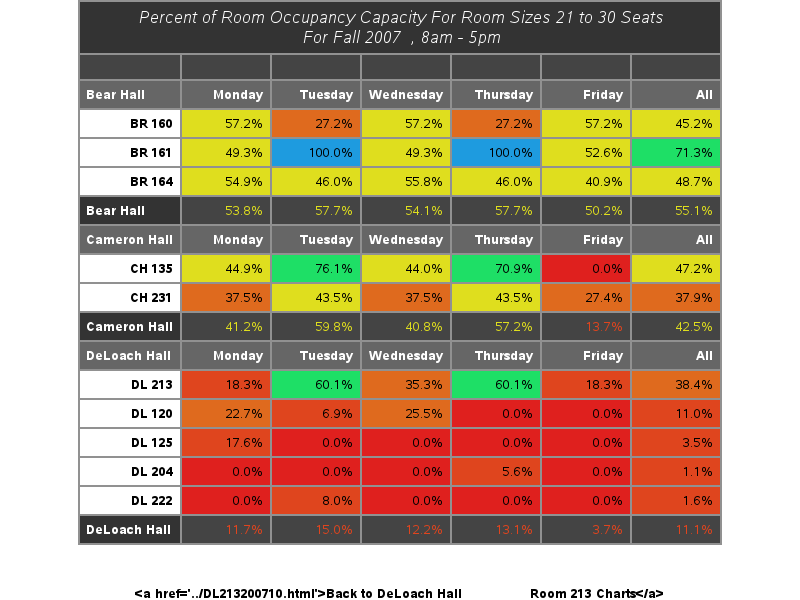 Percent of Room Occupancy Capacity For Room Sizes 21 to 30 Seats
For Fall 2007 , 8am - 5pm
Bear Hall Monday Tuesday Wednesday Thursday Friday All
BR 160 57.2% 27.2% 57.2% 27.2% 57.2% 45.2%
BR 161 49.3% 100.0% 49.3% 100.0% 52.6% 71.3%
BR 164 54.9% 46.0% 55.8% 46.0% 40.9% 48.7%
Bear Hall 53.8% 57.7% 54.1% 57.7% 50.2% 55.1%
Cameron Hall Monday Tuesday Wednesday Thursday Friday All
CH 135 44.9% 76.1% 44.0% 70.9% 0.0% 47.2%
CH 231 37.5% 43.5% 37.5% 43.5% 27.4% 37.9%
Cameron Hall 41.2% 59.8% 40.8% 57.2% 13.7% 42.5%
DeLoach Hall Monday Tuesday Wednesday Thursday Friday All
DL 213 18.3% 60.1% 35.3% 60.1% 18.3% 38.4%
DL 120 22.7% 6.9% 25.5% 0.0% 0.0% 11.0%
DL 125 17.6% 0.0% 0.0% 0.0% 0.0% 3.5%
DL 204 0.0% 0.0% 0.0% 5.6% 0.0% 1.1%
DL 222 0.0% 8.0% 0.0% 0.0% 0.0% 1.6%
DeLoach Hall 11.7% 15.0% 12.2% 13.1% 3.7% 11.1%
<a href='../DL213200710.html'>Back to DeLoach Hall Room 213 Charts</a>